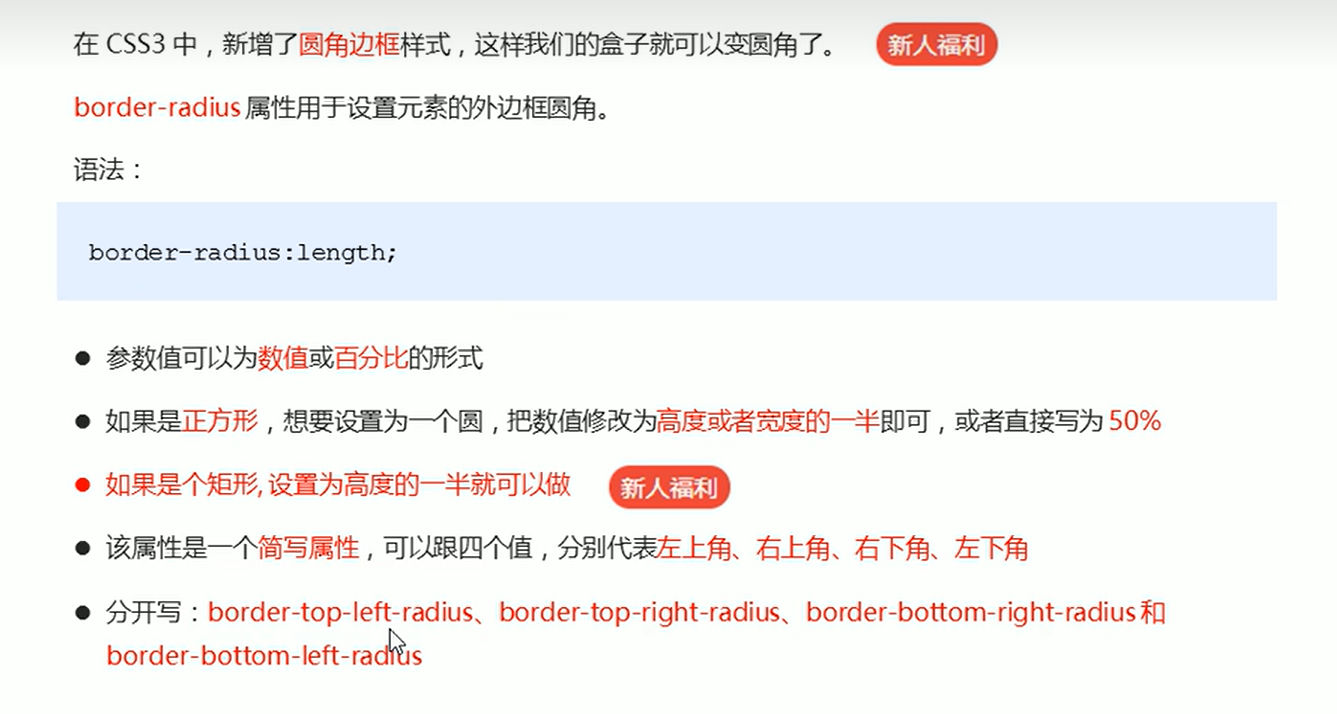 在 CSS3 中，新增了圆角边框样式，这样我们的盒子就可以变圆角了。 新人福利
border-radius 属性用于设置元素的外边框圆角。
语法：
border-radius:length;
● 参数值可以为数值或百分比的形式
● 如果是正方形，想要设置为一个圆，把数值修改为高度或者宽度的一半即可，或者直接写为 50%
● 如果是个矩形, 设置为高度的一半就可以做 新人福利
● 该属性是一个简写属性，可以跟四个值，分别代表左上角、右上角、右下角、左下角
● 分开写：border-top-left-radius、border-top-right-radius、border-bottom-right-radius 和
border-bottom-left-radius